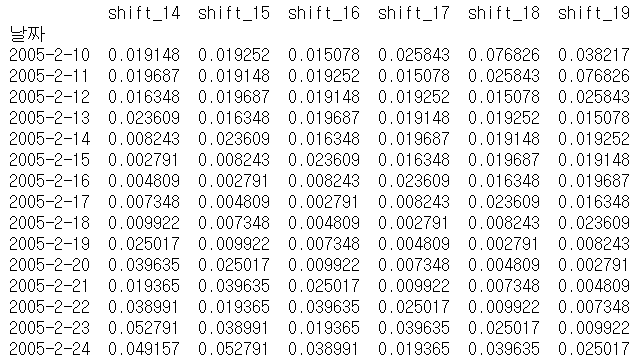 shift_14 shift_15 shift_16 shift_17 shift_18 shift_19
날짜
2005-2-10 0.019148 0.019252 0.015078 0.025843 0.076826 0.038217
2005-2-11 0.019687 0.019148 0.019252 0.015078 0.025843 0.076826
2005-2-12 0.016348 0.019687 0.019148 0.019252 0.015078 0.025843
2005-2-13 0.023609 0.016348 0.019687 0.019148 0.019252 0.015078
2005-2-14 0.008243 0.023609 0.016348 0.019687 0.019148 0.019252
2005-2-15 0.002791 0.008243 0.023609 0.016348 0.019687 0.019148
2005-2-16 0.004809 0.002791 0.008243 0.023609 0.016348 0.019687
2005-2-17 0.007348 0.004809 0.002791 0.008243 0.023609 0.016348
2005-2-18 0.009922 0.007348 0.004809 0.002791 0.008243 0.023609
2005-2-19 0.025017 0.009922 0.007348 0.004809 0.002791 0.008243
2005-2-20 0.039635 0.025017 0.009922 0.007348 0.004809 0.002791
2005-2-21 0.019365 0.039635 0.025017 0.009922 0.007348 0.004809
2005-2-22 0.038991 0.019365 0.039635 0.025017 0.009922 0.007348
2005-2-23 0.052791 0.038991 0.019365 0.039635 0.025017 0.009922
2005-2-24 0.049157 0.052791 0.038991 0.019365 0.039635 0.025017